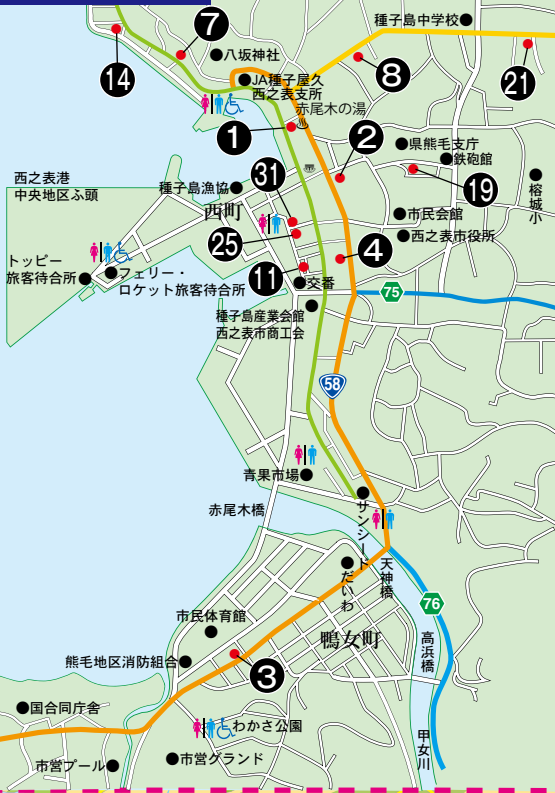 種子島中学校
7
八坂神社
14
8
21
JA種子屋久
西之表支所
赤尾木の湯
1
2
県熊毛支庁
鉄砲館
19
榕城小
西之表港
中央地区ふ頭
種子島漁協
31
西町
市民会館
25
西之表市役所
4
トッピー
旅客待合所
フェリー・
ロケット旅客待合所
11
交番
75
種子島産業会館
西之表市商工会
58
青果市場
赤尾木橋
サンシード
天神橋
だいわ
76
市民体育館
鴨女町
高浜橋
熊毛地区消防組合
3
国合同庁舎
わかさ公園
甲女川
市営グランド
市営プール